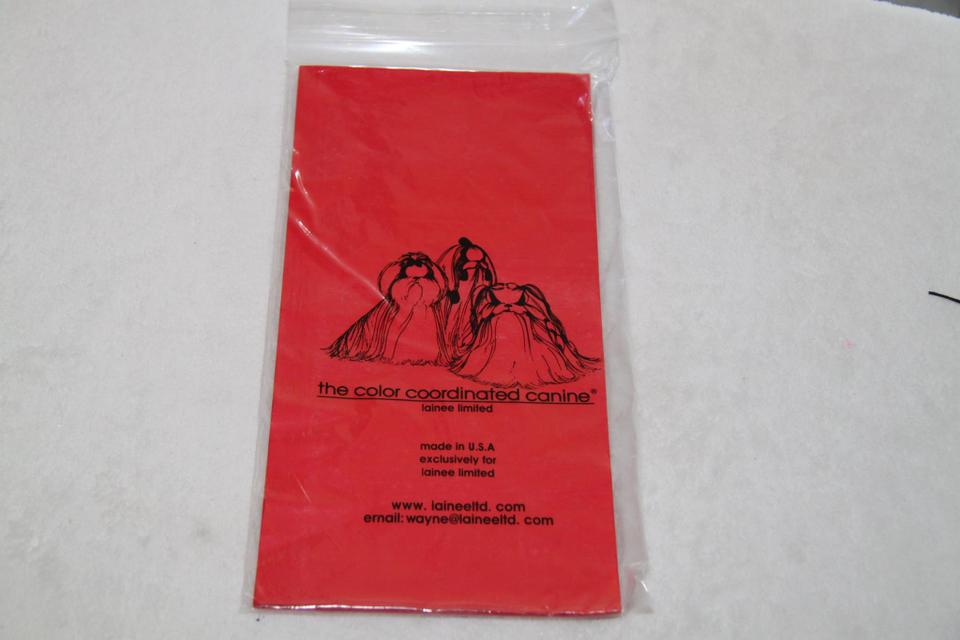 the color coordinated canine®
lainee limited
made in U.S.A
exclusively for
lainee limited
www. laineeltd. com
email: wayne@laineeltd. com